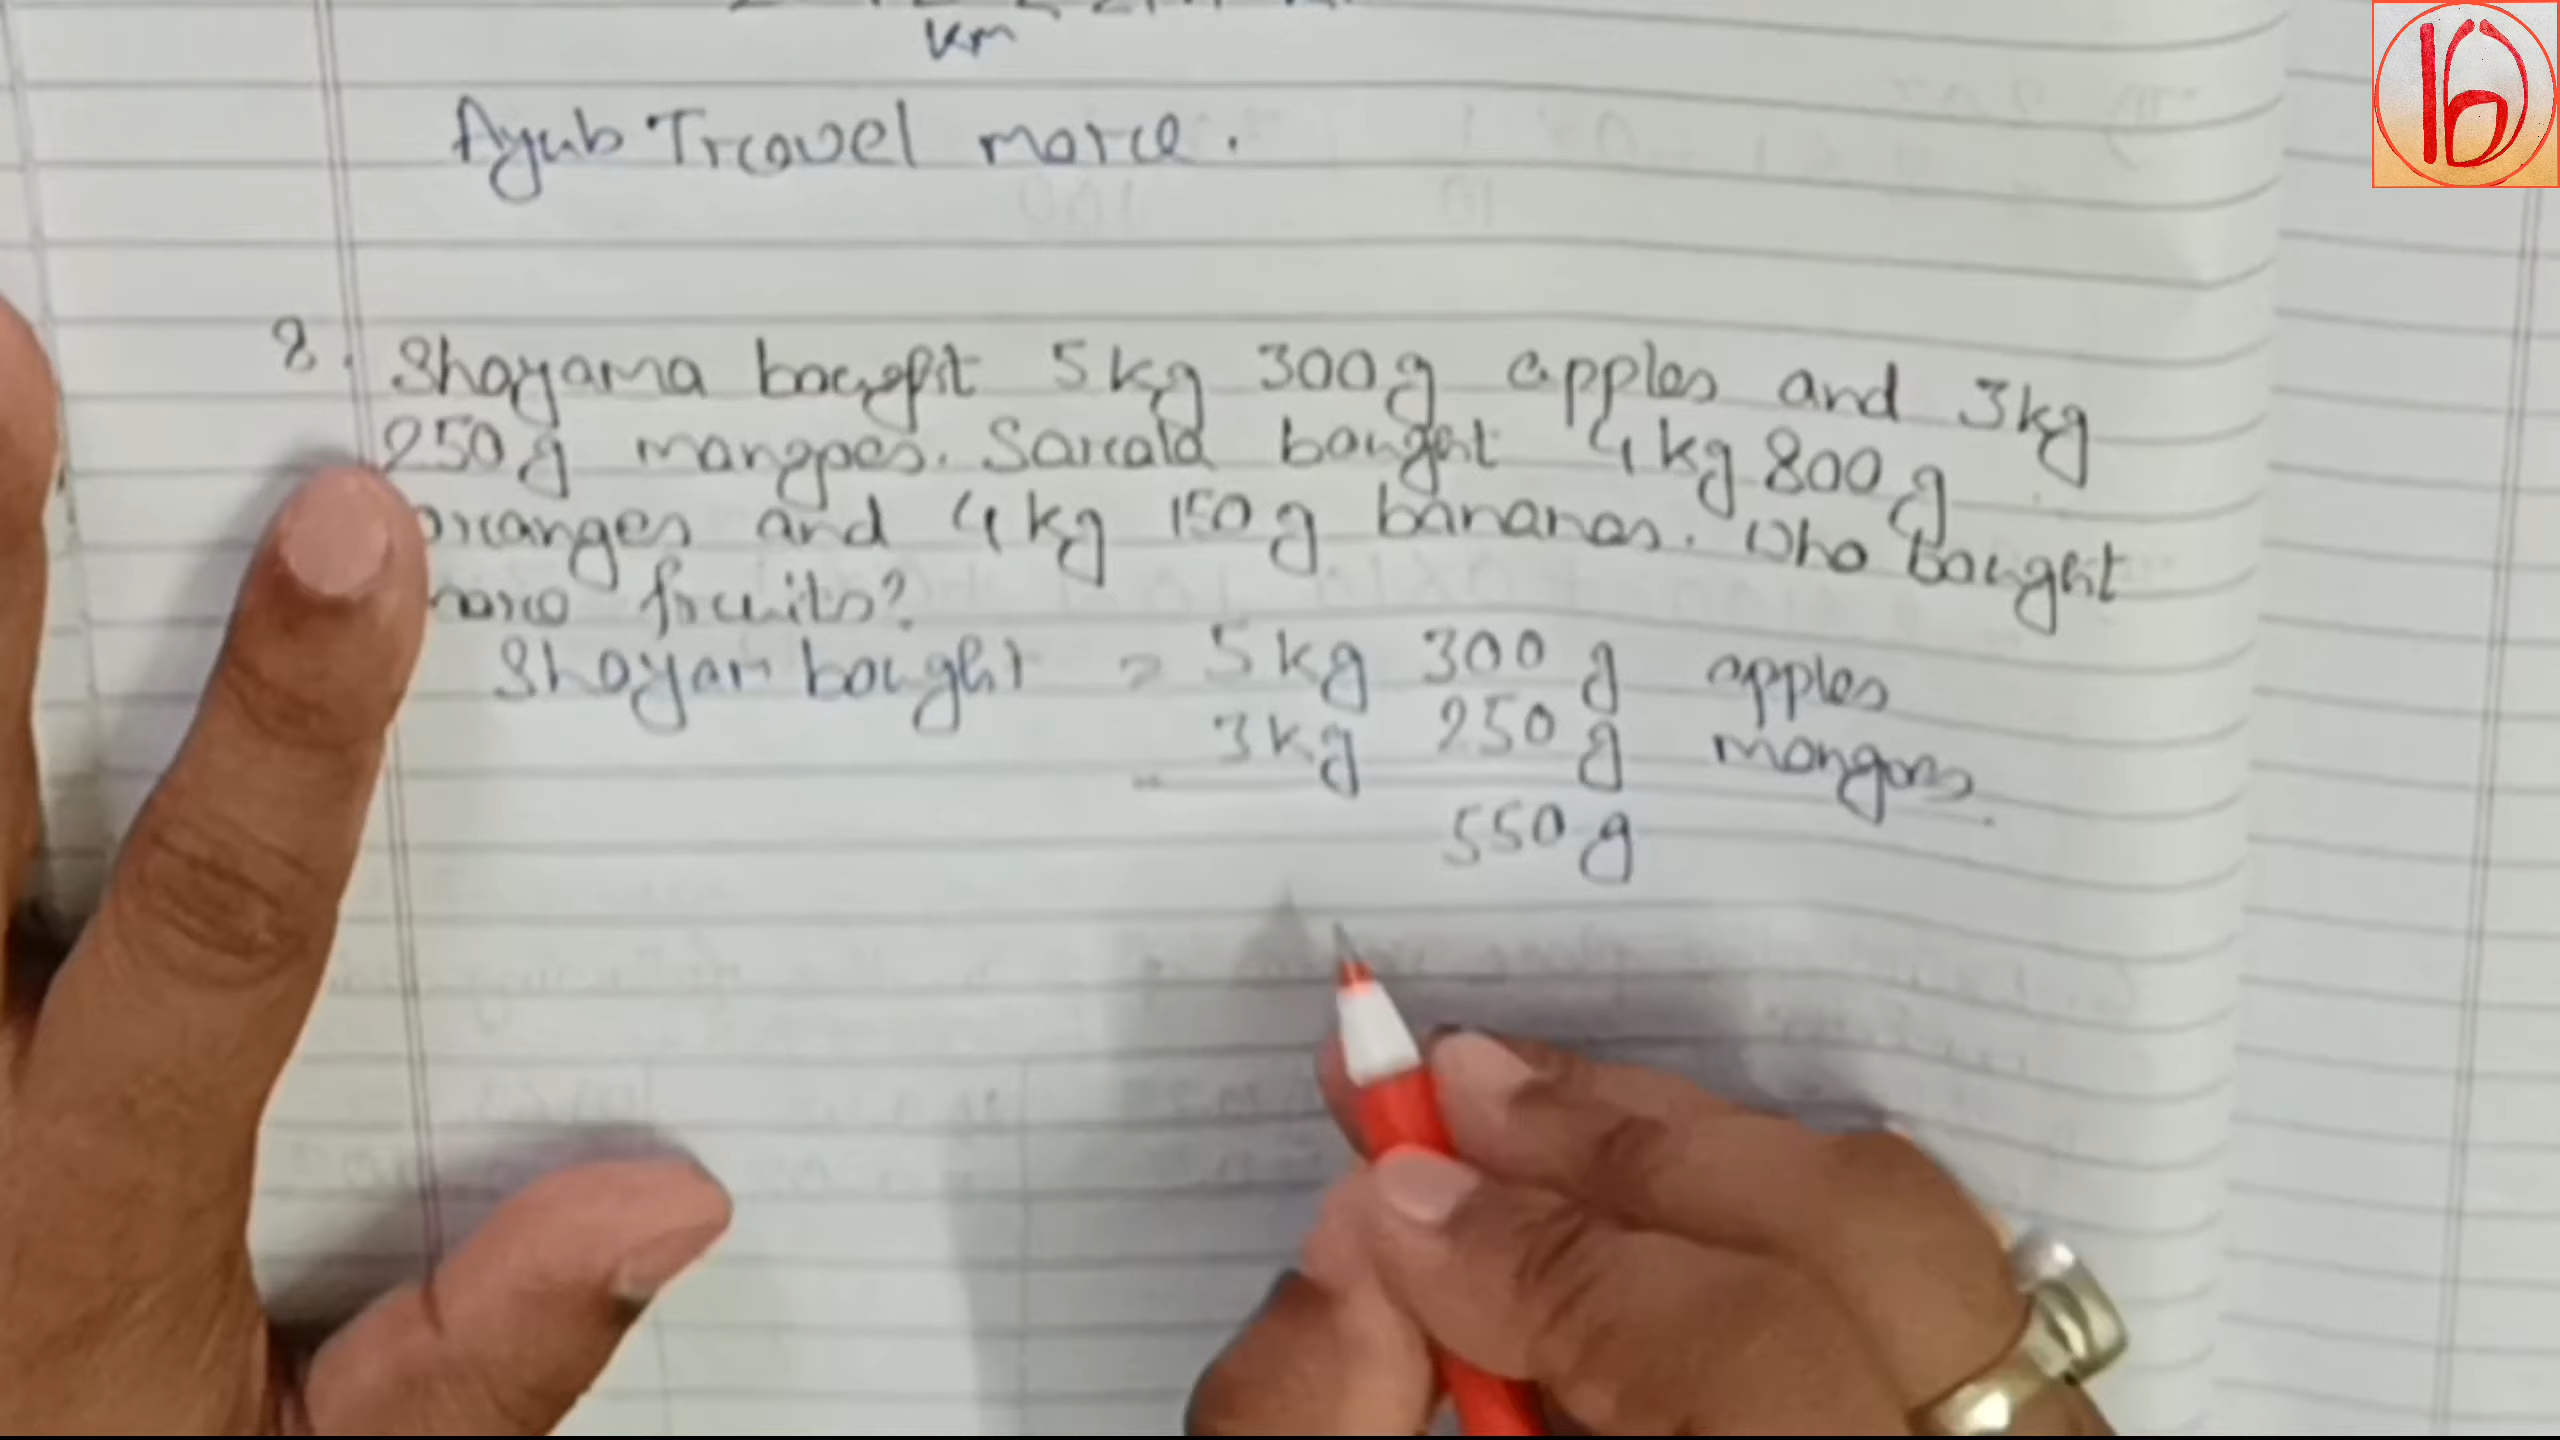 km
Ayub Travel more.
8. Shayama bought 5kg 300g apples and 3kg
250g mangoes. Sarala bought 4kg 800g
oranges and 4kg 150g bananas. Who bought
more fruits?
Shayam bought = 5kg 300g apples
3kg 250g mangoes.
550g